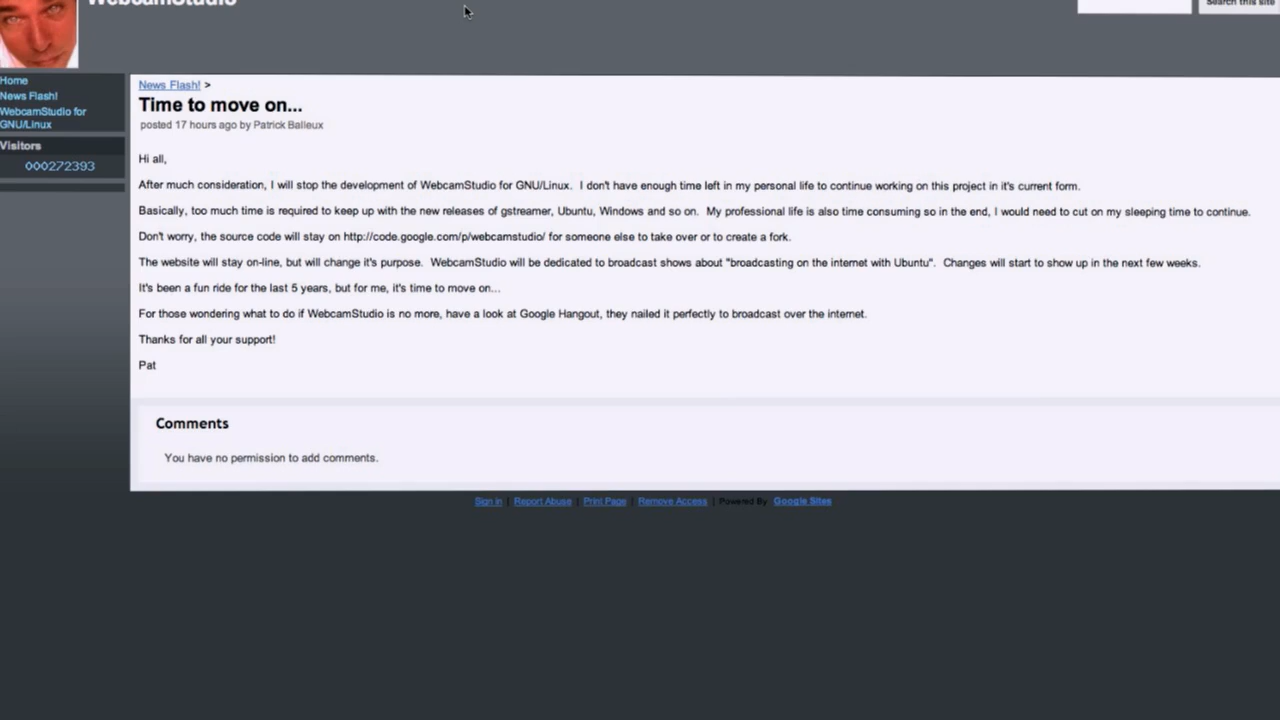 WebcamStudio
Search this site
Home
News Flash!
WebcamStudio for
GNU/Linux
Visitors
000272393
News Flash! >
Time to move on...
posted 17 hours ago by Patrick Balleux
Hi all,
After much consideration, I will stop the development of WebcamStudio for GNU/Linux. I don't have enough time left in my personal life to continue working on this project in it's current form.
Basically, too much time is required to keep up with the new releases of gstreamer, Ubuntu, Windows and so on. My professional life is also time consuming so in the end, I would need to cut on my sleeping time to continue.
Don't worry, the source code will stay on http://code.google.com/p/webcamstudio/ for someone else to take over or to create a fork.
The website will stay on-line, but will change it's purpose. WebcamStudio will be dedicated to broadcast shows about "broadcasting on the internet with Ubuntu". Changes will start to show up in the next few weeks.
It's been a fun ride for the last 5 years, but for me, it's time to move on...
For those wondering what to do if WebcamStudio is no more, have a look at Google Hangout, they nailed it perfectly to broadcast over the internet.
Thanks for all your support!
Pat
Comments
You have no permission to add comments.
Sign in | Report Abuse | Print Page | Remove Access | Powered By Google Sites